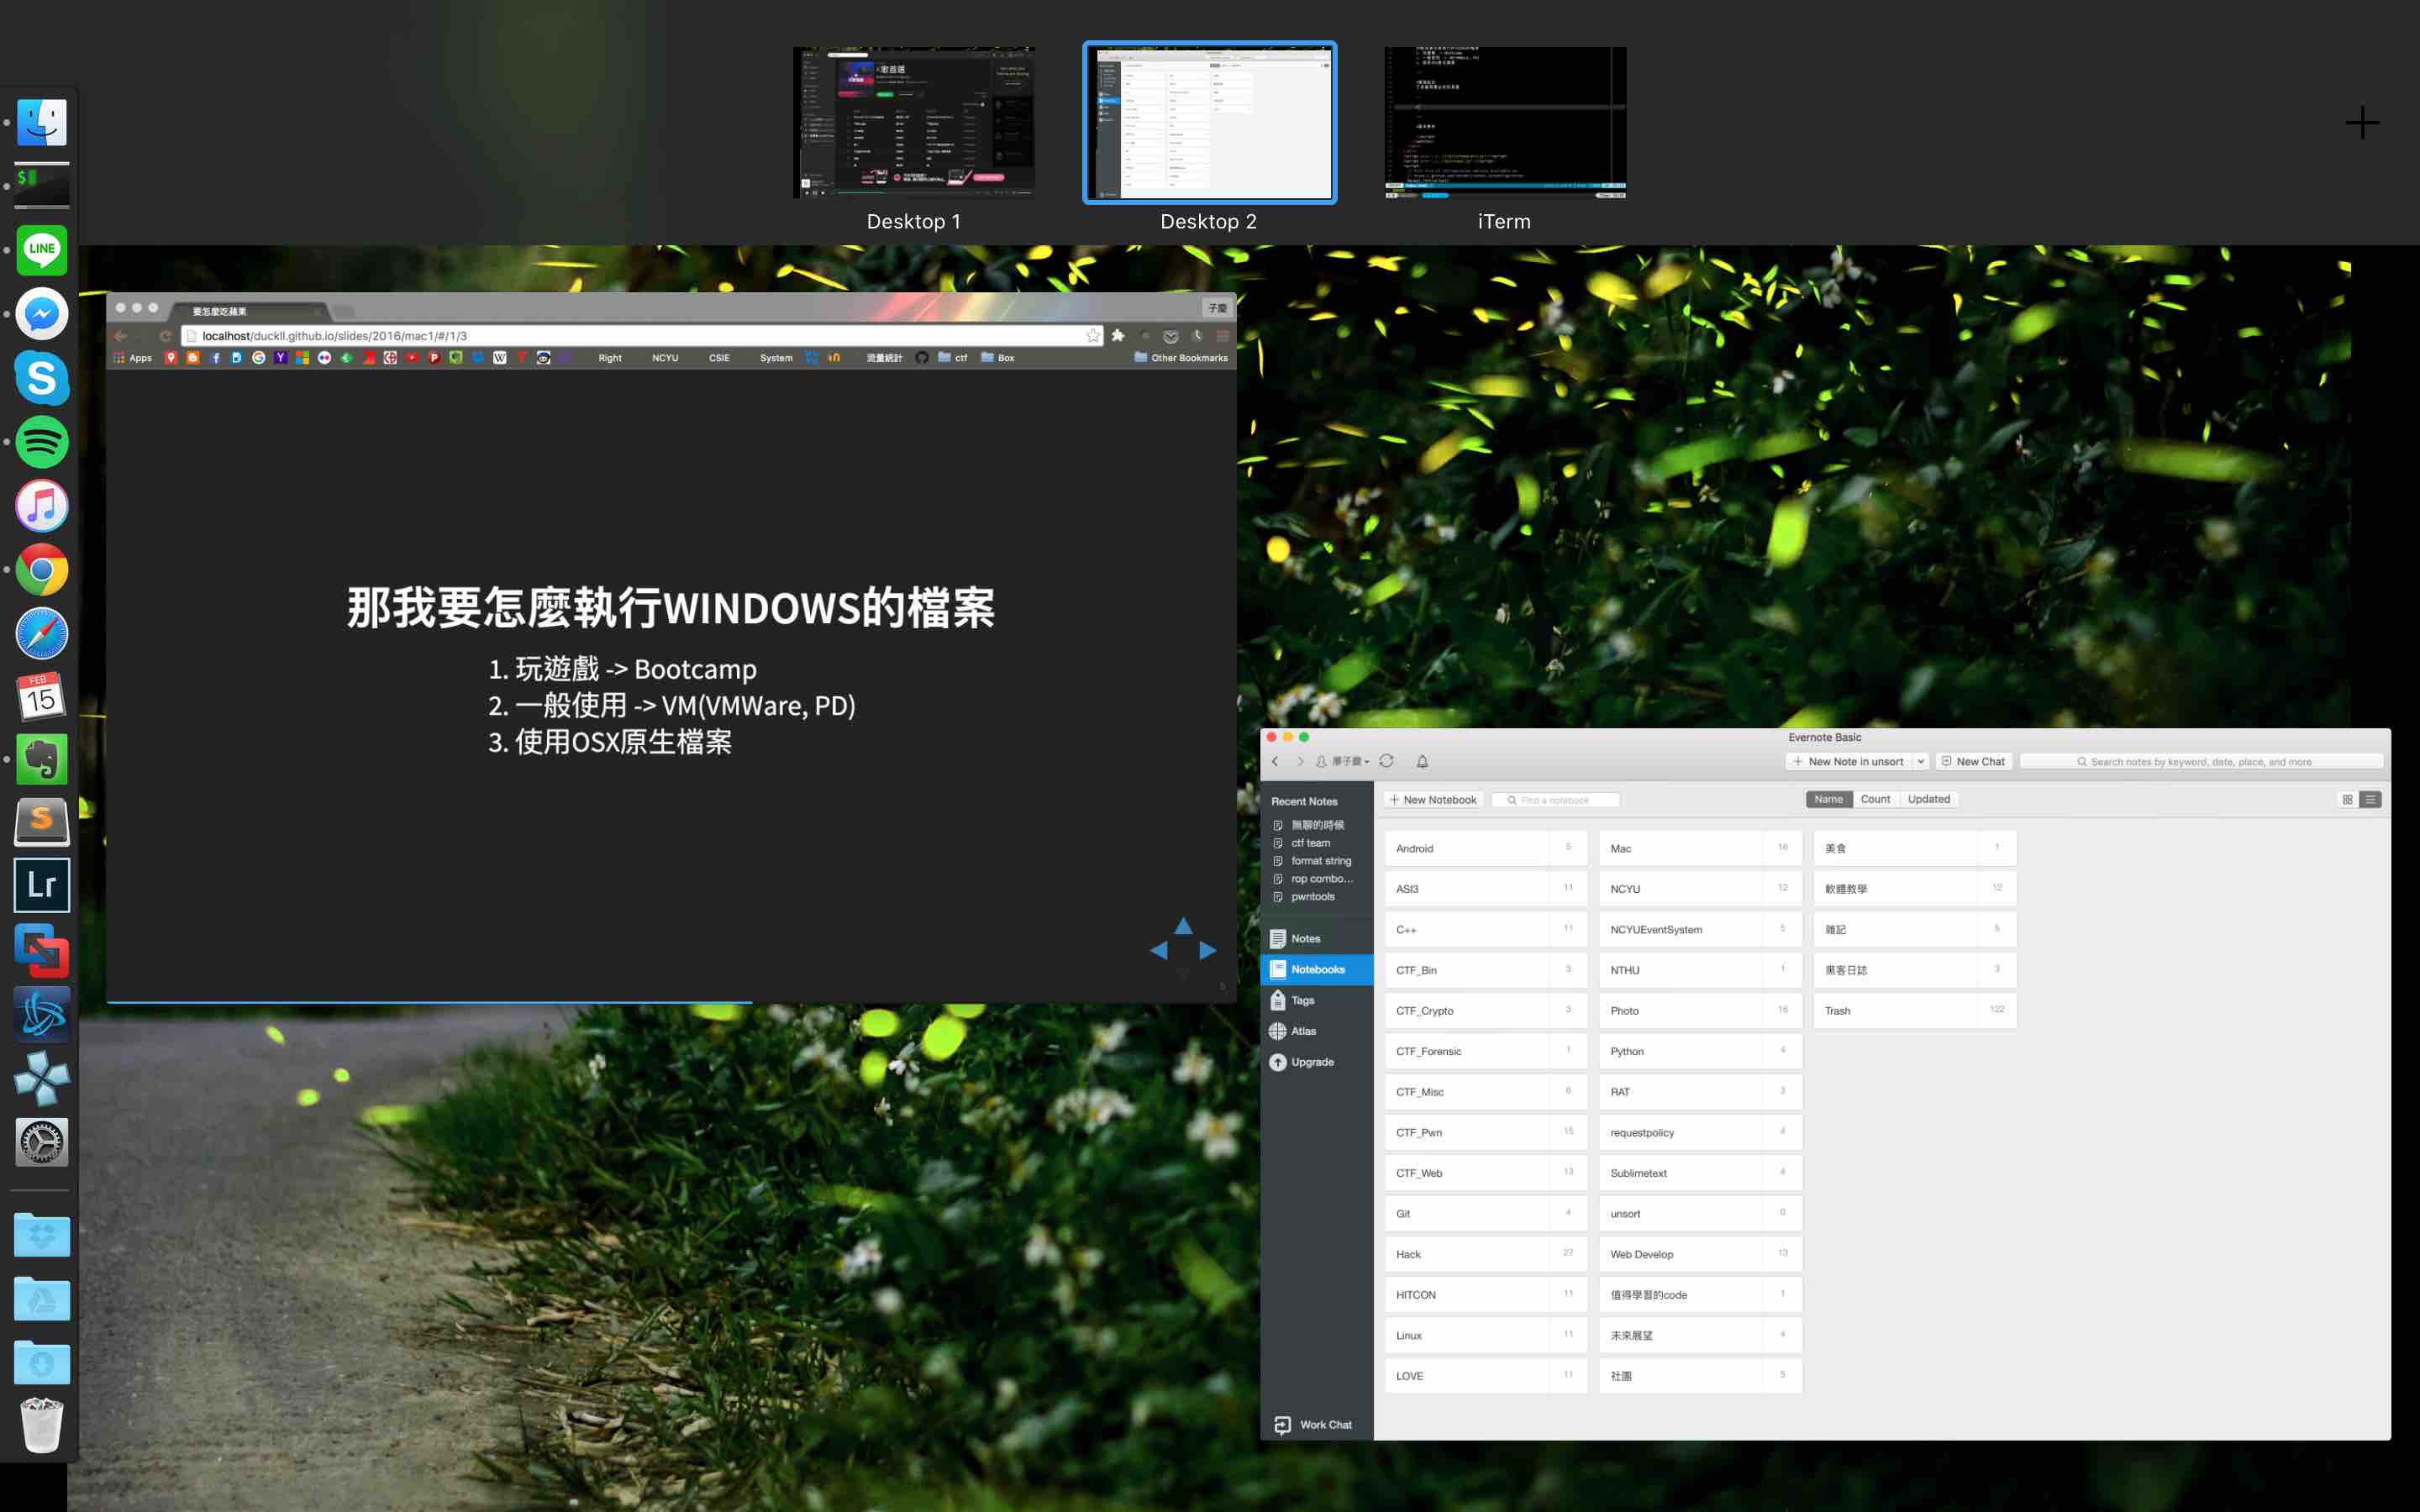 Desktop 1
Desktop 2
iTerm
K歌首選
$
LINE
FEB
15
S
Lr
要怎麼吃蘋果
子慶
localhost/duckll.github.io/slides/2016/mac1/#/1/3
Apps
Right
NCYU
CSIE
System
流量統計
ctf
Box
Other Bookmarks
那我要怎麼執行WINDOWS的檔案
1. 玩遊戲 -> Bootcamp
2. 一般使用 -> VM(VMWare, PD)
3. 使用OSX原生檔案
5
Evernote Basic
廖子慶
New Note in unsort
New Chat
Search notes by keyword, date, place, and more
Recent Notes
無聊的時候
ctf team
format string
rop combo...
pwntools
Notes
Notebooks
Tags
Atlas
Upgrade
Work Chat
New Notebook
Find a notebook
Name
Count
Updated
Android 5
ASI3 11
C++ 11
CTF_Bin 3
CTF_Crypto 3
CTF_Forensic 1
CTF_Misc 6
CTF_Pwn 15
CTF_Web 13
Git 4
Hack 27
HITCON 11
Linux 11
LOVE 11
Mac 16
NCYU 12
NCYUEventSystem 5
NTHU 1
Photo 16
Python 4
RAT 3
requestpolicy 4
Sublimetext 4
unsort 0
Web Develop 13
值得學習的code 1
未來展望 4
社團 5
美食 1
軟體教學 12
雜記 5
黑客日誌 3
Trash 122